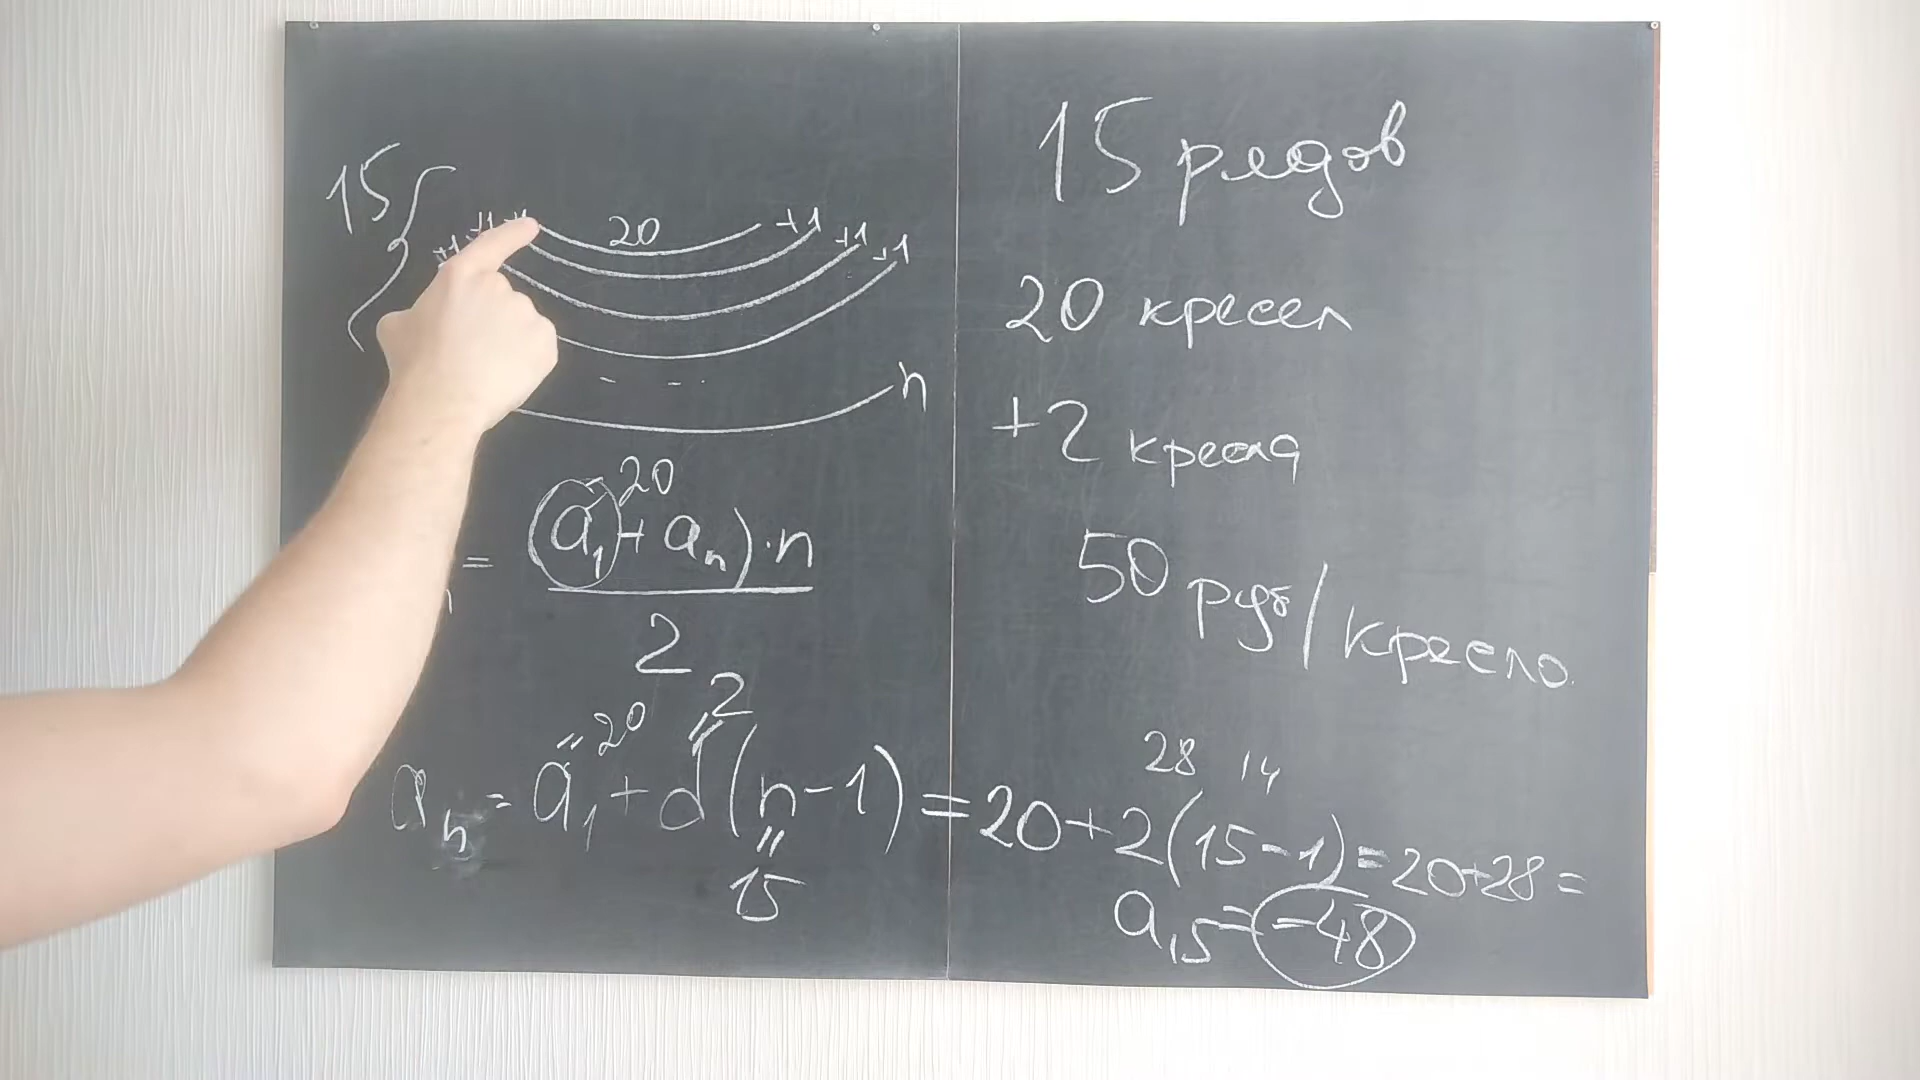 15 { +1 +1 +1 20 +1 +1 +1
- -.
n
= (a₁ + aₙ)·n / 2
" 20
aₙ = a₁ + d(n-1) = 20+2(15-1)=20+28=
" 20 " 2 " 15
28 14
a₁₅ = =48
15 рядов
20 кресел
+2 кресла
50 руб/кресло.